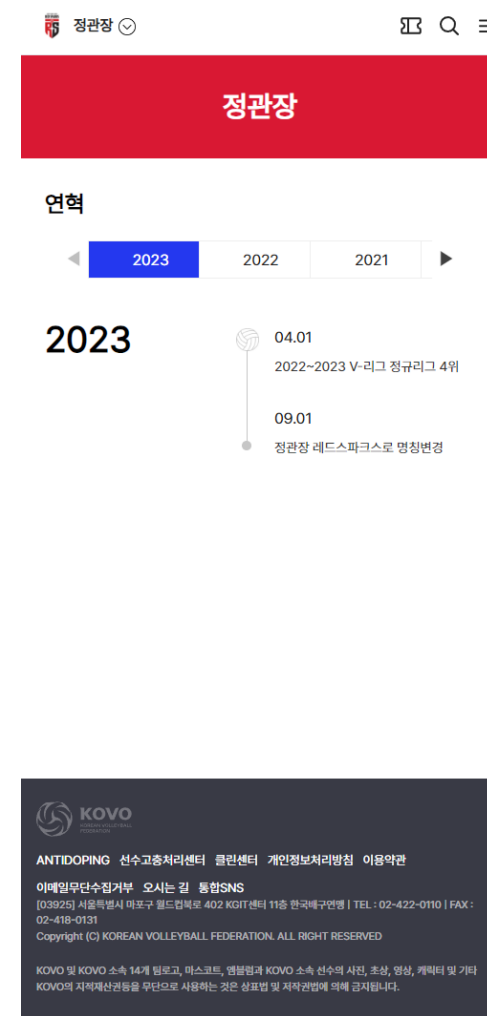 정관장
정관장
연혁
2023 2022 2021
2023
04.01
2022~2023 V-리그 정규리그 4위
09.01
정관장 레드스파크스로 명칭변경
KOVO
KOREAN VOLLEYBALL
FEDERATION
ANTIDOPING 선수고충처리센터 클린센터 개인정보처리방침 이용약관
이메일무단수집거부 오시는 길 통합SNS
[03925] 서울특별시 마포구 월드컵북로 402 KGIT센터 11층 한국배구연맹 | TEL : 02-422-0110 | FAX :
02-418-0131
Copyright (C) KOREAN VOLLEYBALL FEDERATION. ALL RIGHT RESERVED
KOVO 및 KOVO 소속 14개 팀로고, 마스코트, 엠블럼과 KOVO 소속 선수의 사진, 초상, 영상, 캐릭터 및 기타
KOVO의 지적재산권등을 무단으로 사용하는 것은 상표법 및 저작권법에 의해 금지됩니다.